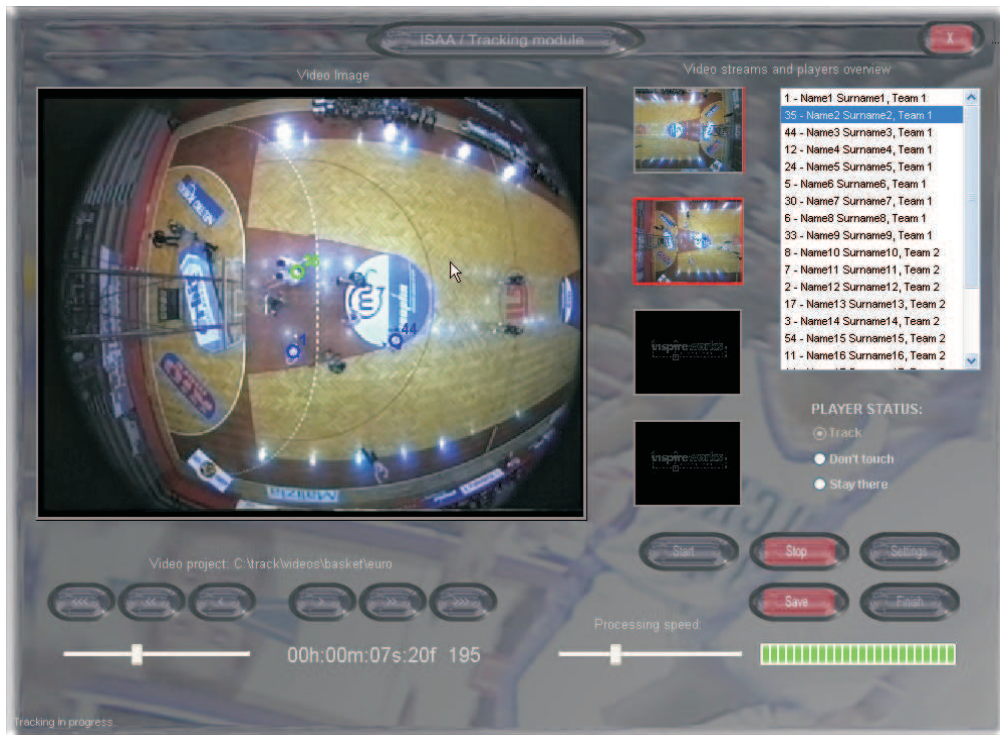 ISAA / Tracking module
X
Video Image
Video streams and players overview
1 - Name1 Surname1, Team 1
35 - Name2 Surname2, Team 1
44 - Name3 Surname3, Team 1
12 - Name4 Surname4, Team 1
24 - Name5 Surname5, Team 1
5 - Name6 Surname6, Team 1
30 - Name7 Surname7, Team 1
6 - Name8 Surname8, Team 1
33 - Name9 Surname9, Team 1
8 - Name10 Surname10, Team 2
7 - Name11 Surname11, Team 2
2 - Name12 Surname12, Team 2
17 - Name13 Surname13, Team 2
3 - Name14 Surname14, Team 2
54 - Name15 Surname15, Team 2
11 - Name16 Surname16, Team 2
44
1
inspire works
inspire works
PLAYER STATUS:
Track
Don't touch
Stay there
Start
Stop
Settings
Video project: C:\track\videos\basket\euro
<<<
<<
<
>
>>
>>>
Save
Finish
Processing speed:
00h:00m:07s:20f 195
Tracking in progress.